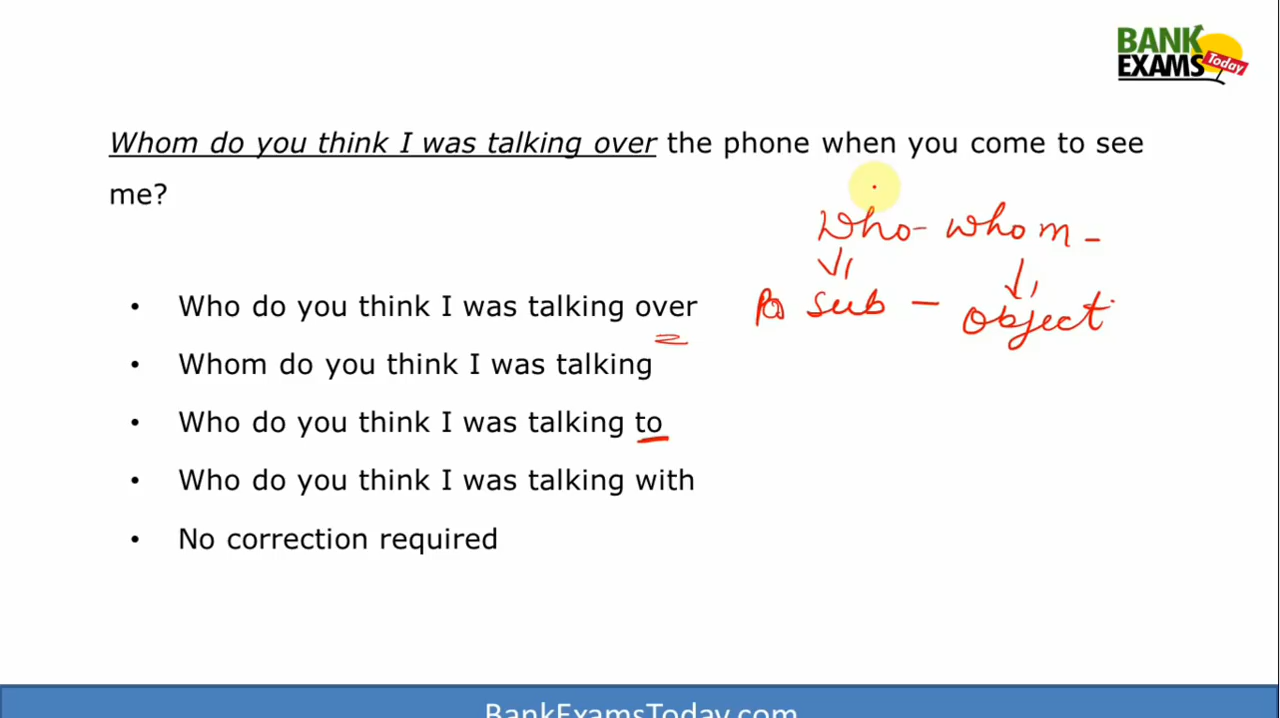 BANK
EXAMS Today
Whom do you think I was talking over the phone when you come to see
me?
who - whom -
sub - object
• Who do you think I was talking over
• Whom do you think I was talking
• Who do you think I was talking to
• Who do you think I was talking with
• No correction required
BankExamsToday.com